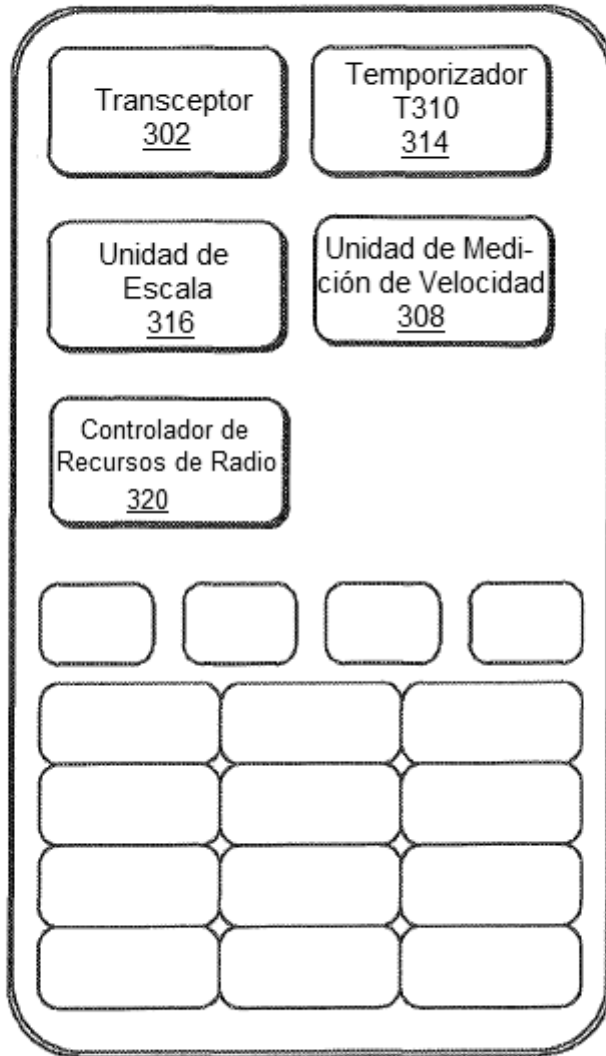 Transceptor
302
Temporizador
T310
314
Unidad de
Escala
316
Unidad de Medi-
ción de Velocidad
308
Controlador de
Recursos de Radio
320